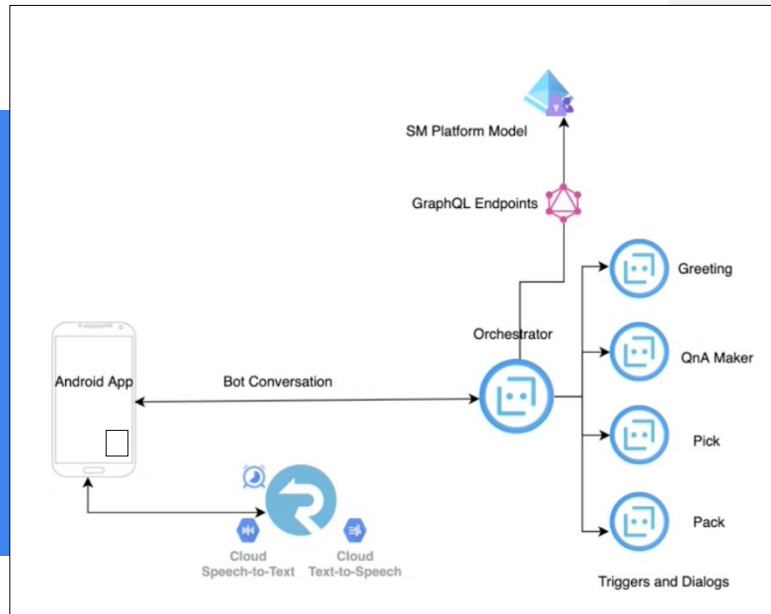 SM Platform Model
GraphQL Endpoints
Greeting
Orchestrator
QnA Maker
Android App
Bot Conversation
Pick
Pack
Cloud
Speech-to-Text
Cloud
Text-to-Speech
Triggers and Dialogs